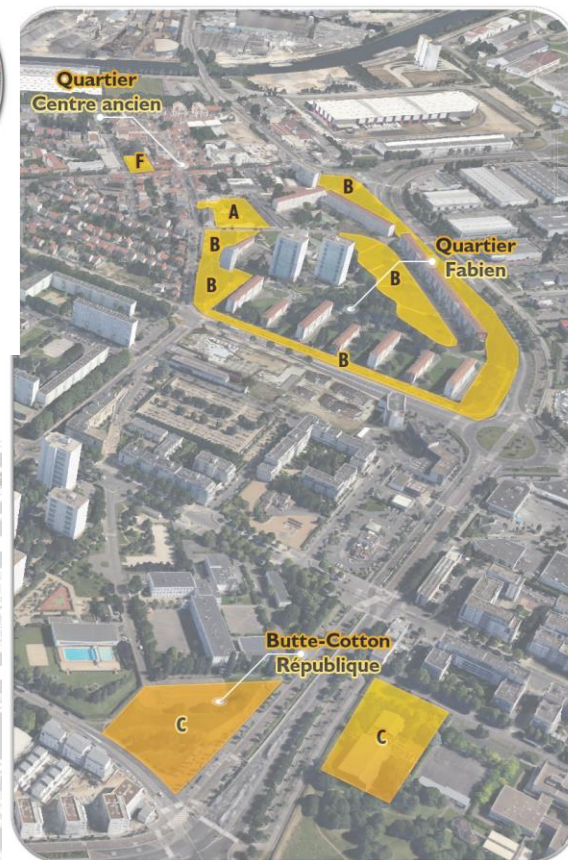 Quartier
Centre ancien
F
B
A
B
Quartier
Fabien
B
B
B
Butte-Cotton
République
C
C